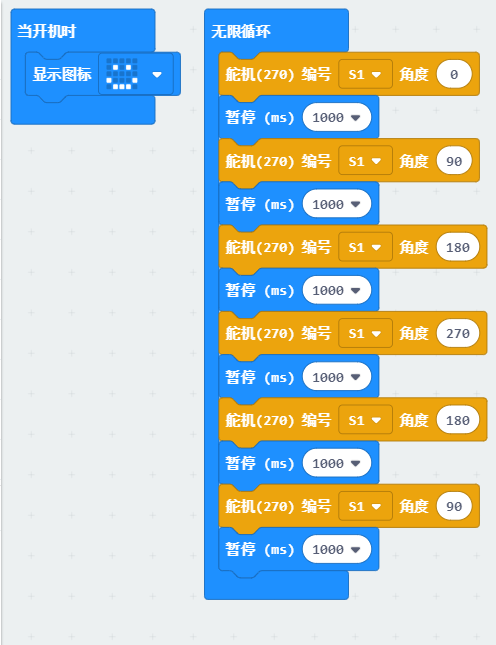 当开机时
显示图标
无限循环
舵机(270) 编号 S1 角度 0
暂停 (ms) 1000
舵机(270) 编号 S1 角度 90
暂停 (ms) 1000
舵机(270) 编号 S1 角度 180
暂停 (ms) 1000
舵机(270) 编号 S1 角度 270
暂停 (ms) 1000
舵机(270) 编号 S1 角度 180
暂停 (ms) 1000
舵机(270) 编号 S1 角度 90
暂停 (ms) 1000